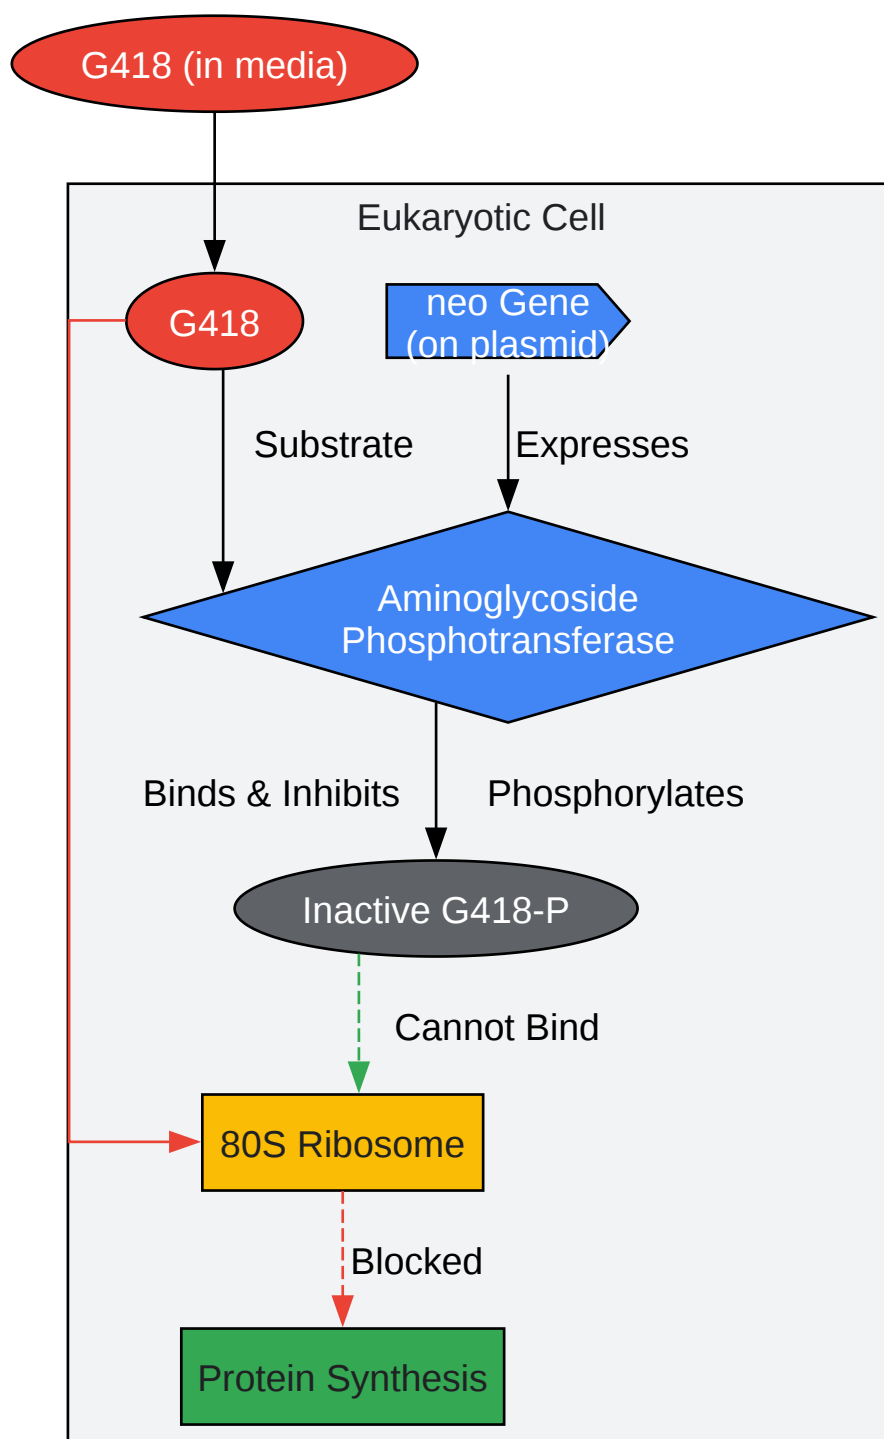 G418 (in media)
Eukaryotic Cell
G418
neo Gene
(on plasmid)
Substrate
Expresses
Aminoglycoside
Phosphotransferase
Binds & Inhibits
Phosphorylates
Inactive G418-P
Cannot Bind
80S Ribosome
Blocked
Protein Synthesis